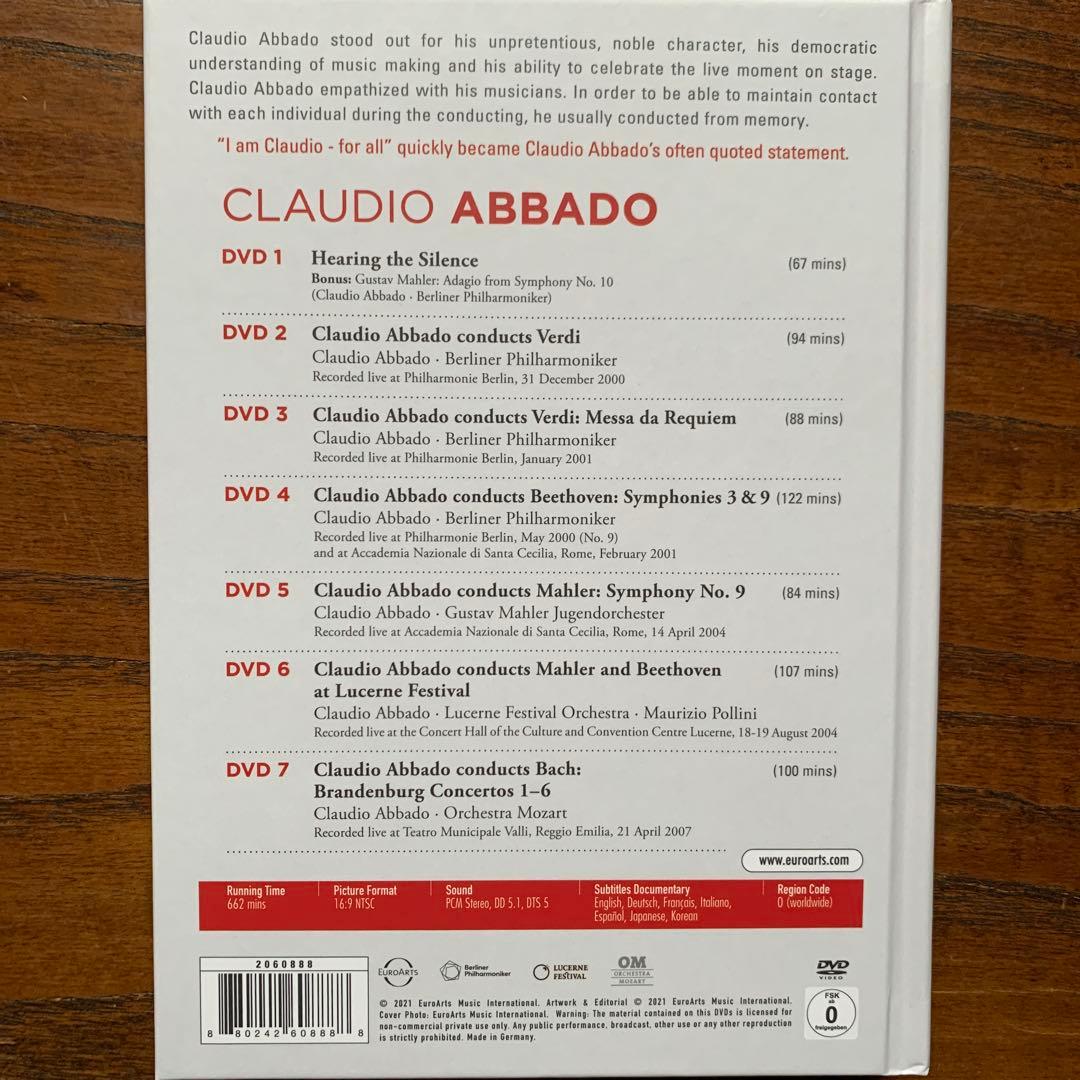 Claudio Abbado stood out for his unpretentious, noble character, his democratic
understanding of music making and his ability to celebrate the live moment on stage.
Claudio Abbado empathized with his musicians. In order to be able to maintain contact
with each individual during the conducting, he usually conducted from memory.
“I am Claudio - for all” quickly became Claudio Abbado’s often quoted statement.
CLAUDIO ABBADO
DVD 1 Hearing the Silence (67 mins)
Bonus: Gustav Mahler: Adagio from Symphony No. 10
(Claudio Abbado · Berliner Philharmoniker)
DVD 2 Claudio Abbado conducts Verdi (94 mins)
Claudio Abbado · Berliner Philharmoniker
Recorded live at Philharmonie Berlin, 31 December 2000
DVD 3 Claudio Abbado conducts Verdi: Messa da Requiem (88 mins)
Claudio Abbado · Berliner Philharmoniker
Recorded live at Philharmonie Berlin, January 2001
DVD 4 Claudio Abbado conducts Beethoven: Symphonies 3 & 9 (122 mins)
Claudio Abbado · Berliner Philharmoniker
Recorded live at Philharmonie Berlin, May 2000 (No. 9)
and at Accademia Nazionale di Santa Cecilia, Rome, February 2001
DVD 5 Claudio Abbado conducts Mahler: Symphony No. 9 (84 mins)
Claudio Abbado · Gustav Mahler Jugendorchester
Recorded live at Accademia Nazionale di Santa Cecilia, Rome, 14 April 2004
DVD 6 Claudio Abbado conducts Mahler and Beethoven (107 mins)
at Lucerne Festival
Claudio Abbado · Lucerne Festival Orchestra · Maurizio Pollini
Recorded live at the Concert Hall of the Culture and Convention Centre Lucerne, 18-19 August 2004
DVD 7 Claudio Abbado conducts Bach: (100 mins)
Brandenburg Concertos 1–6
Claudio Abbado · Orchestra Mozart
Recorded live at Teatro Municipale Valli, Reggio Emilia, 21 April 2007
www.euroarts.com
Running Time Picture Format Sound Subtitles Documentary Region Code
662 mins 16:9 NTSC PCM Stereo, DD 5.1, DTS 5 English, Deutsch, Français, Italiano, 0 (worldwide)
Español, Japanese, Korean
2060888
8 80242 60888 8
EUROARTS
Berliner
Philharmoniker
LUCERNE
FESTIVAL
OM
ORCHESTRA
MOZART
DVD
VIDEO
FSK
ab
0
freigegeben
© 2021 EuroArts Music International. Artwork & Editorial © 2021 EuroArts Music International.
Cover Photo: EuroArts Music International. Warning: The material contained on this DVDs is licensed for
non-commercial private use only. Any public performance, broadcast, other use or any other reproduction
is strictly prohibited. Made in Germany.